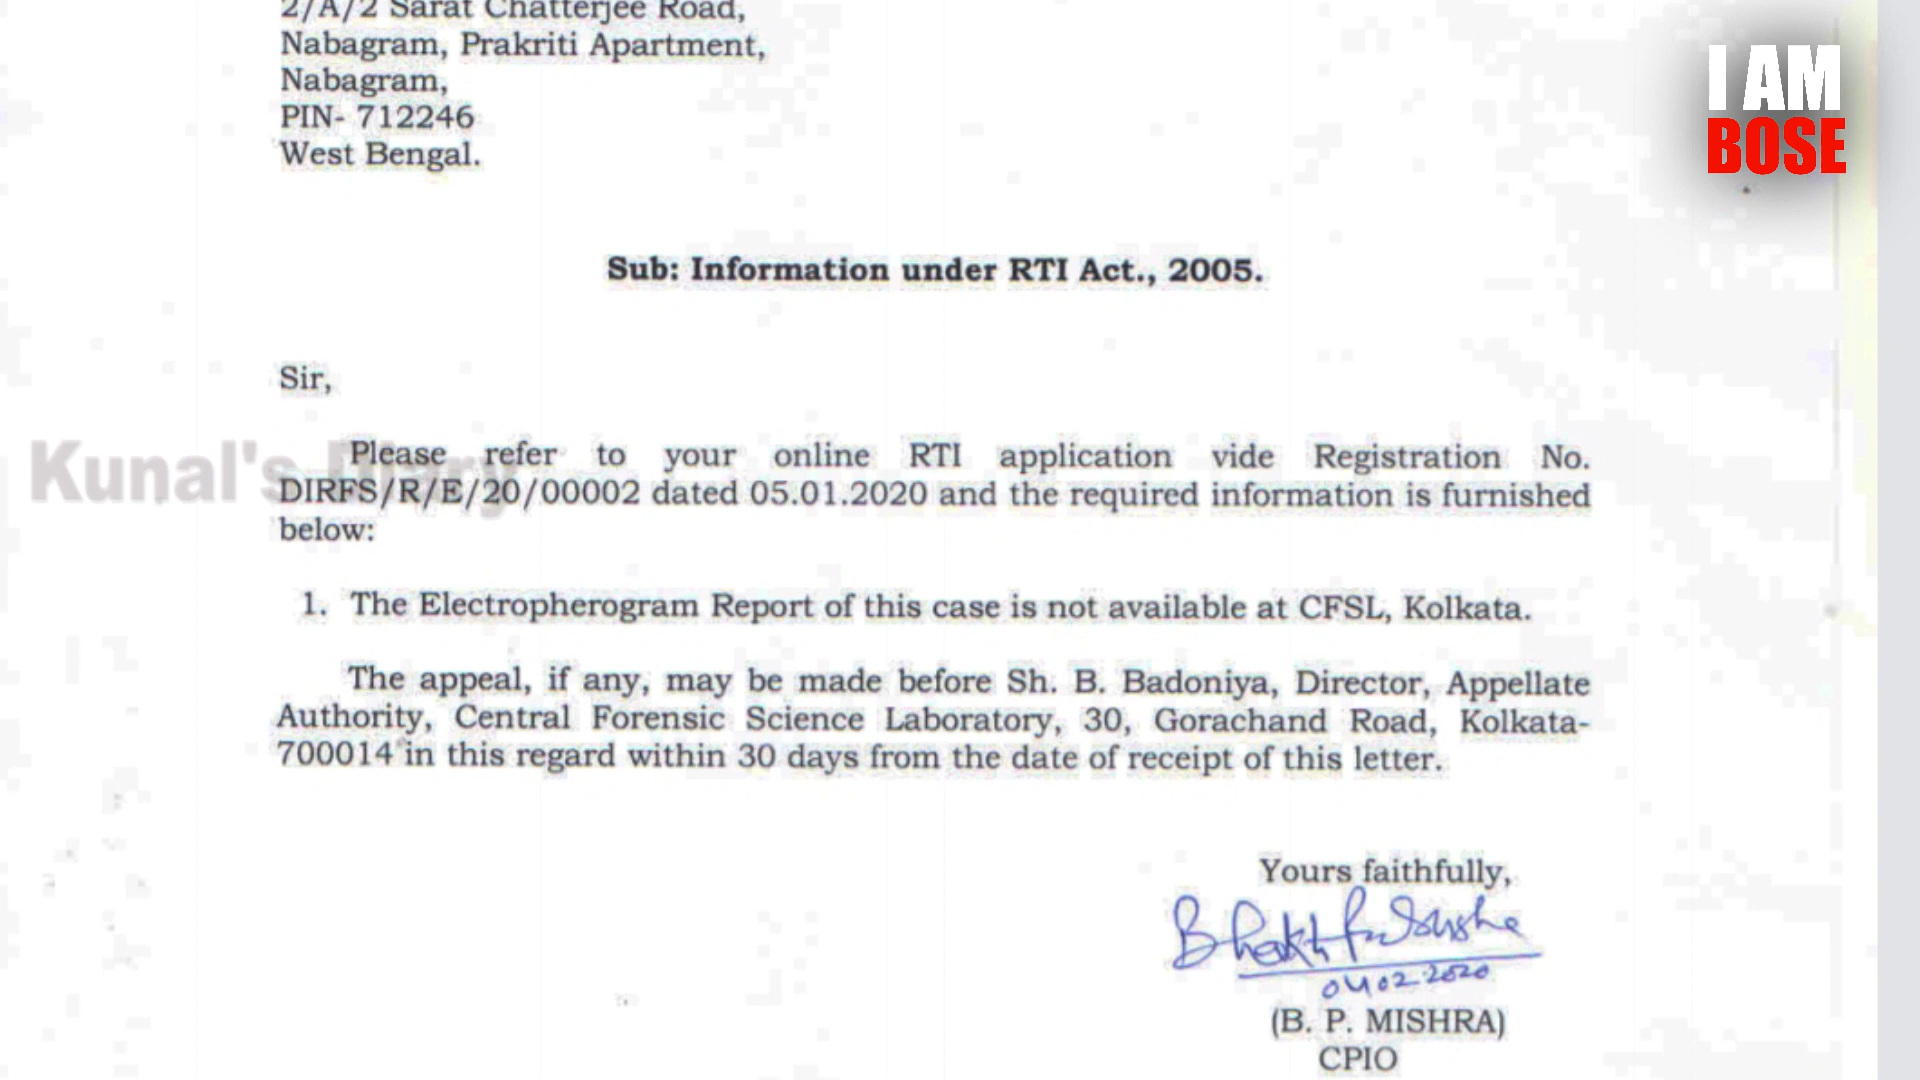 2/A/2 Sarat Chatterjee Road,
Nabagram, Prakriti Apartment,
Nabagram,
PIN- 712246
West Bengal.
I AM
BOSE
Sub: Information under RTI Act., 2005.
Sir,
Kunal's Diary
Please refer to your online RTI application vide Registration No.
DIRFS/R/E/20/00002 dated 05.01.2020 and the required information is furnished
below:
1. The Electropherogram Report of this case is not available at CFSL, Kolkata.
The appeal, if any, may be made before Sh. B. Badoniya, Director, Appellate
Authority, Central Forensic Science Laboratory, 30, Gorachand Road, Kolkata-
700014 in this regard within 30 days from the date of receipt of this letter.
Yours faithfully,
04 02 2020
(B. P. MISHRA)
CPIO